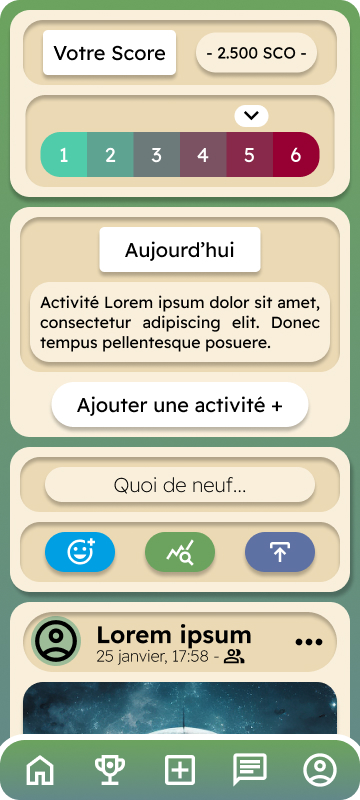 Votre Score
- 2.500 SCO -
1 2 3 4 5 6
Aujourd’hui
Activité Lorem ipsum dolor sit amet,
consectetur adipiscing elit. Donec
tempus pellentesque posuere.
Ajouter une activité +
Quoi de neuf...
Lorem ipsum
25 janvier, 17:58 -